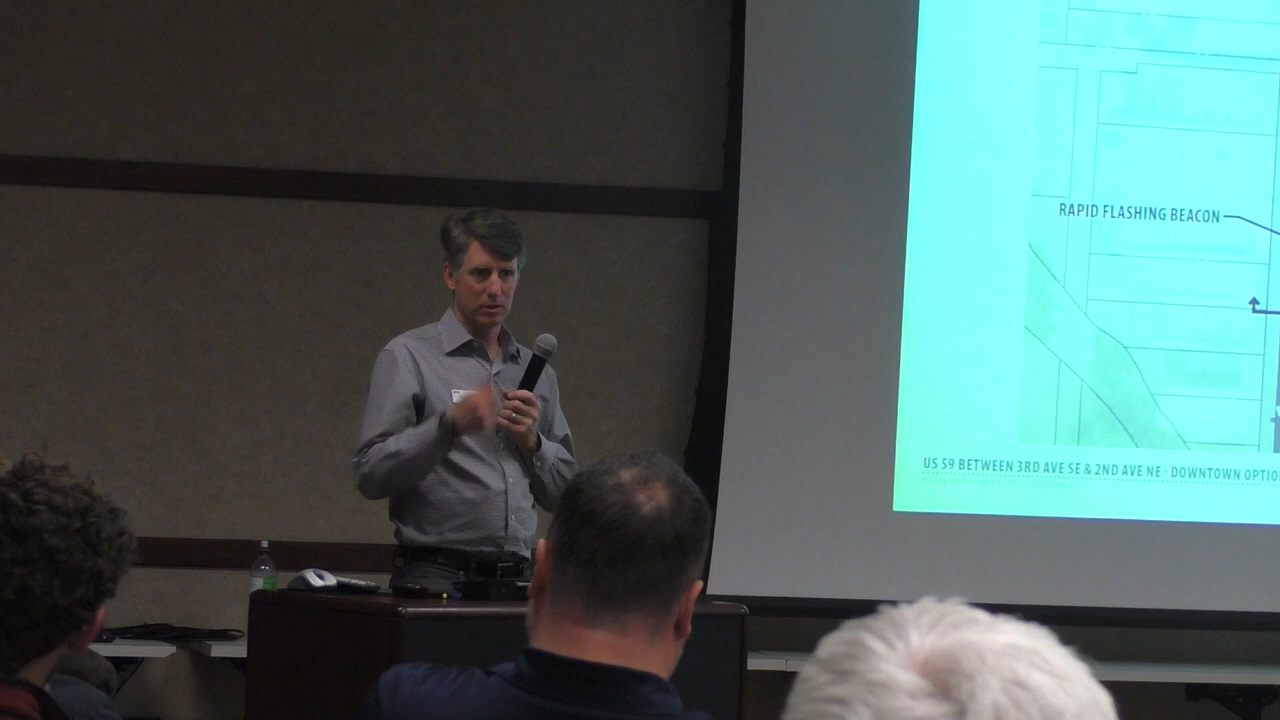 RAPID FLASHING BEACON
US 59 BETWEEN 3RD AVE SE & 2ND AVE NE - DOWNTOWN OPTIO